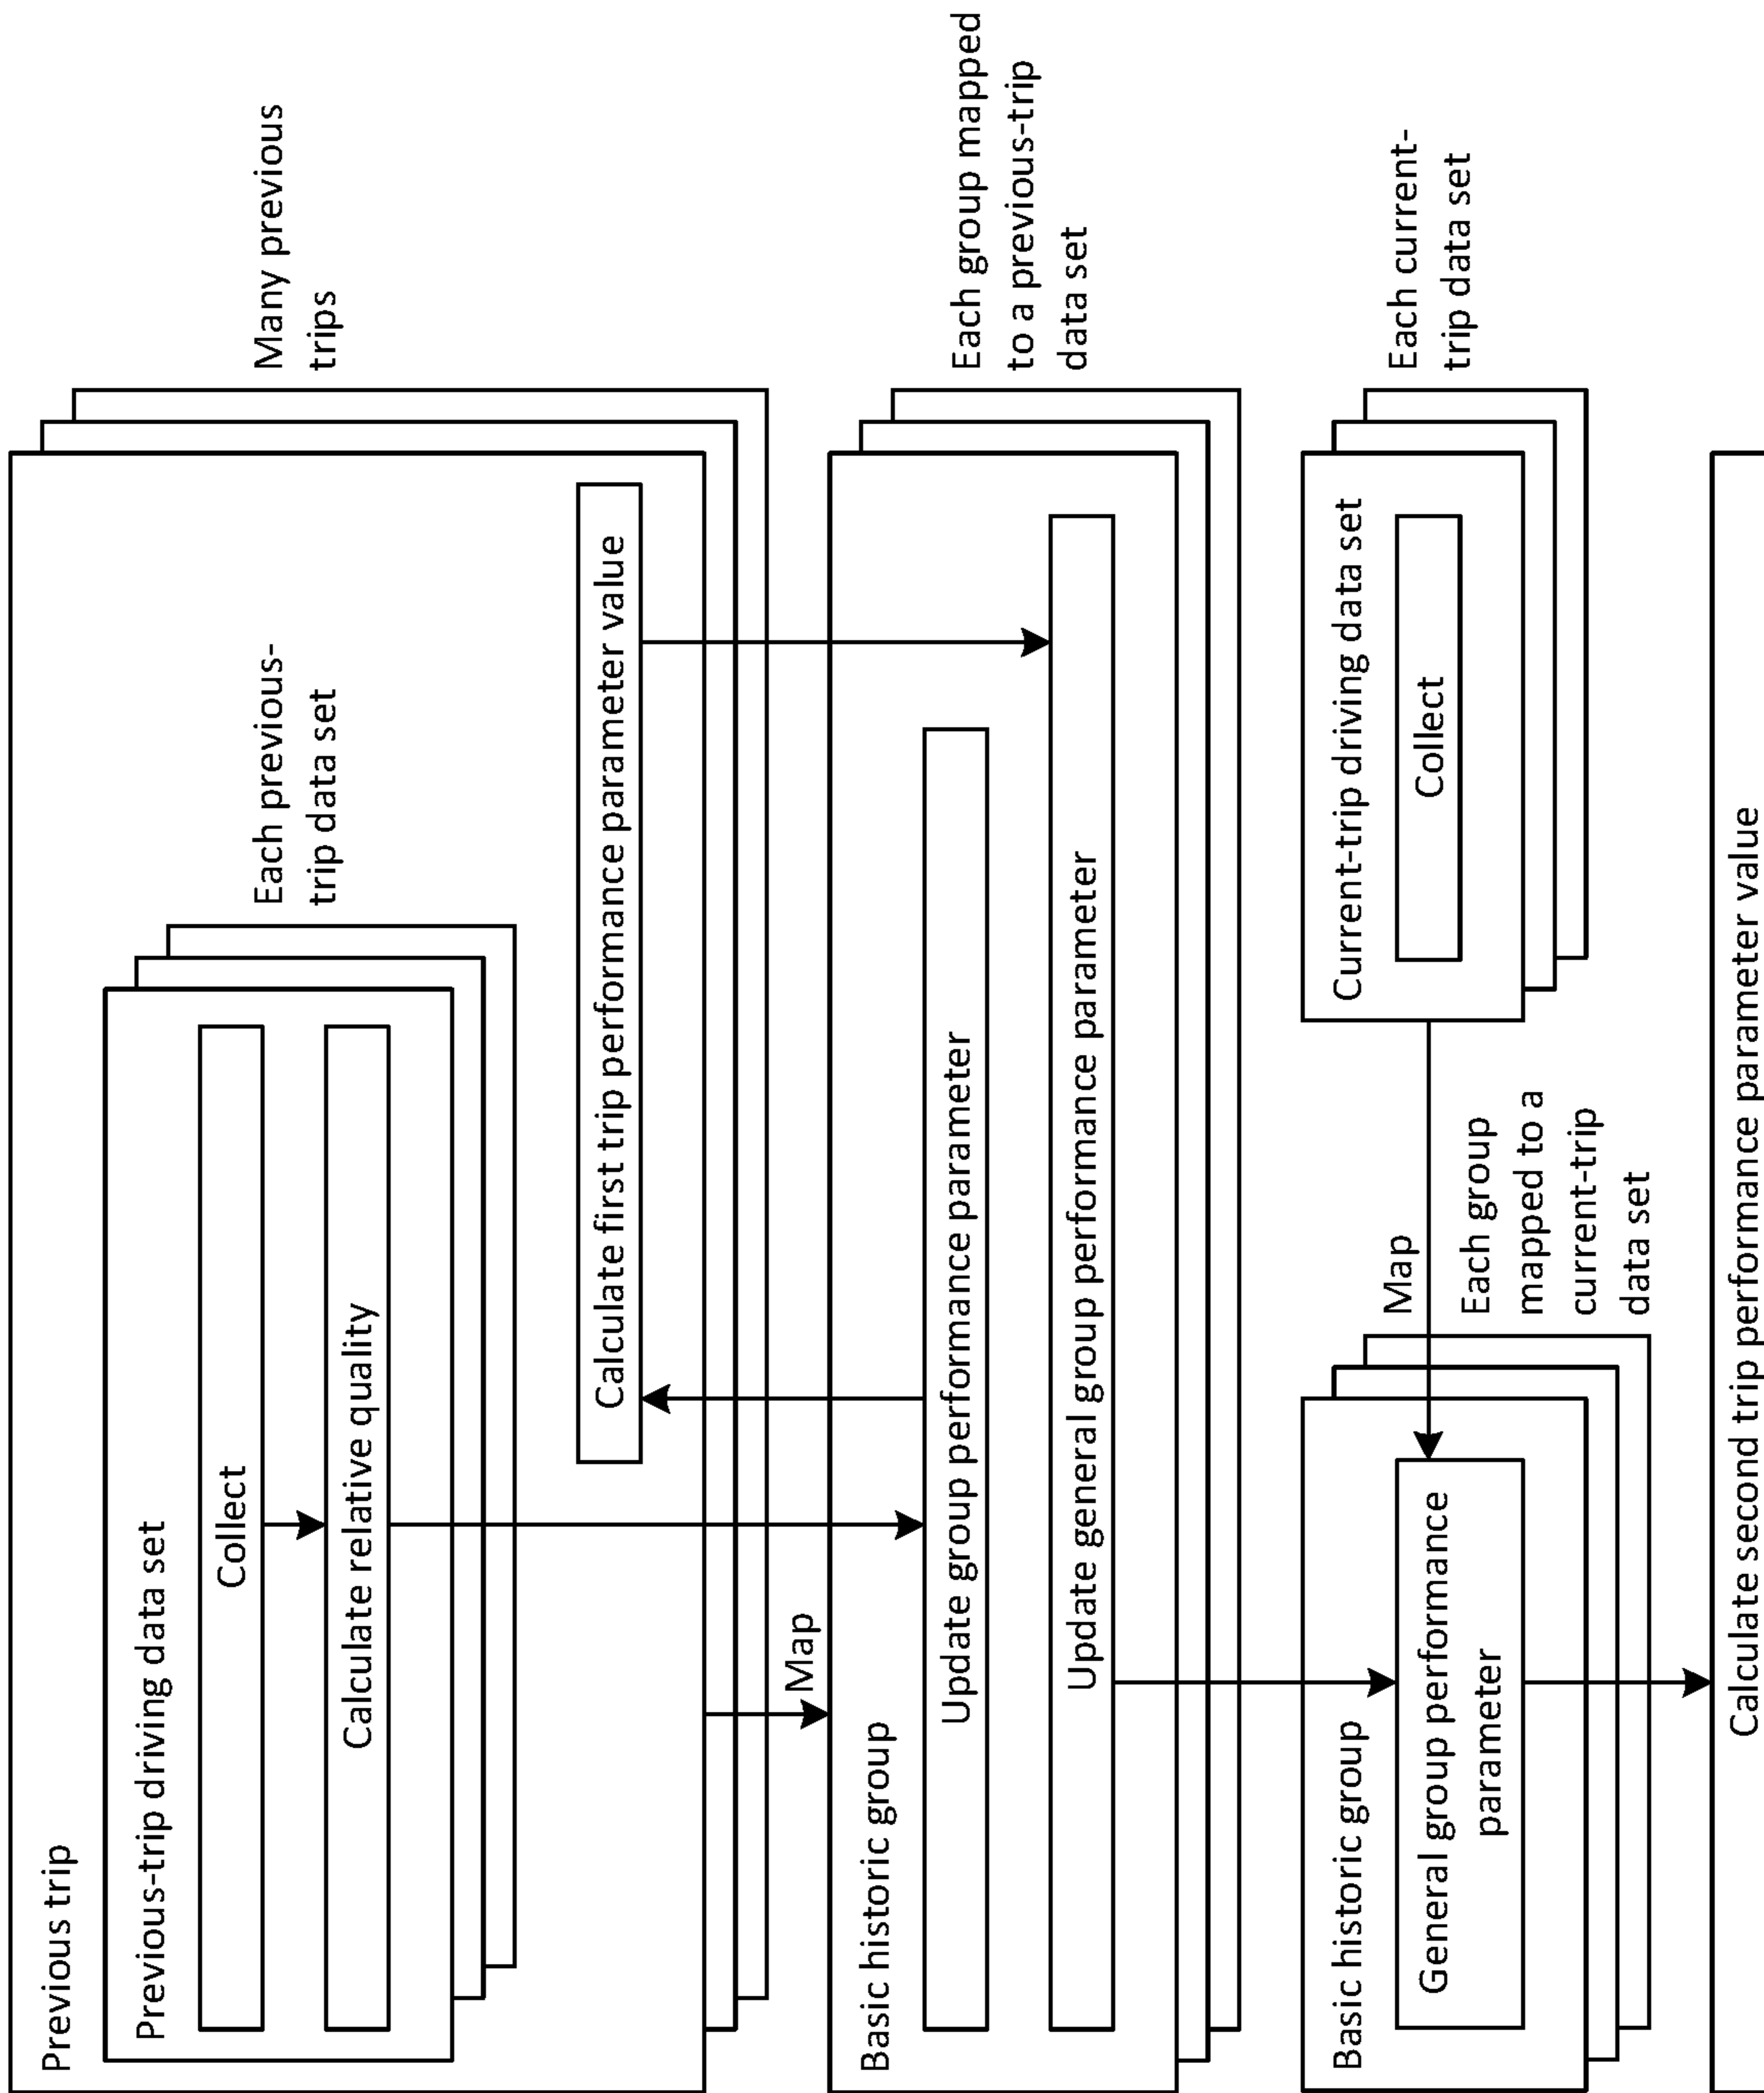 Previous trip
Previous-trip driving data set
Collect
Calculate relative quality
Each previous-
trip data set
Many previous
trips
Calculate first trip performance parameter value
Map
Basic historic group
Update group performance parameter
Update general group performance parameter
Each group mapped
to a previous-trip
data set
Basic historic group
General group performance
parameter
Map
Each group
mapped to a
current-trip
data set
Current-trip driving data set
Collect
Each current-
trip data set
Calculate second trip performance parameter value